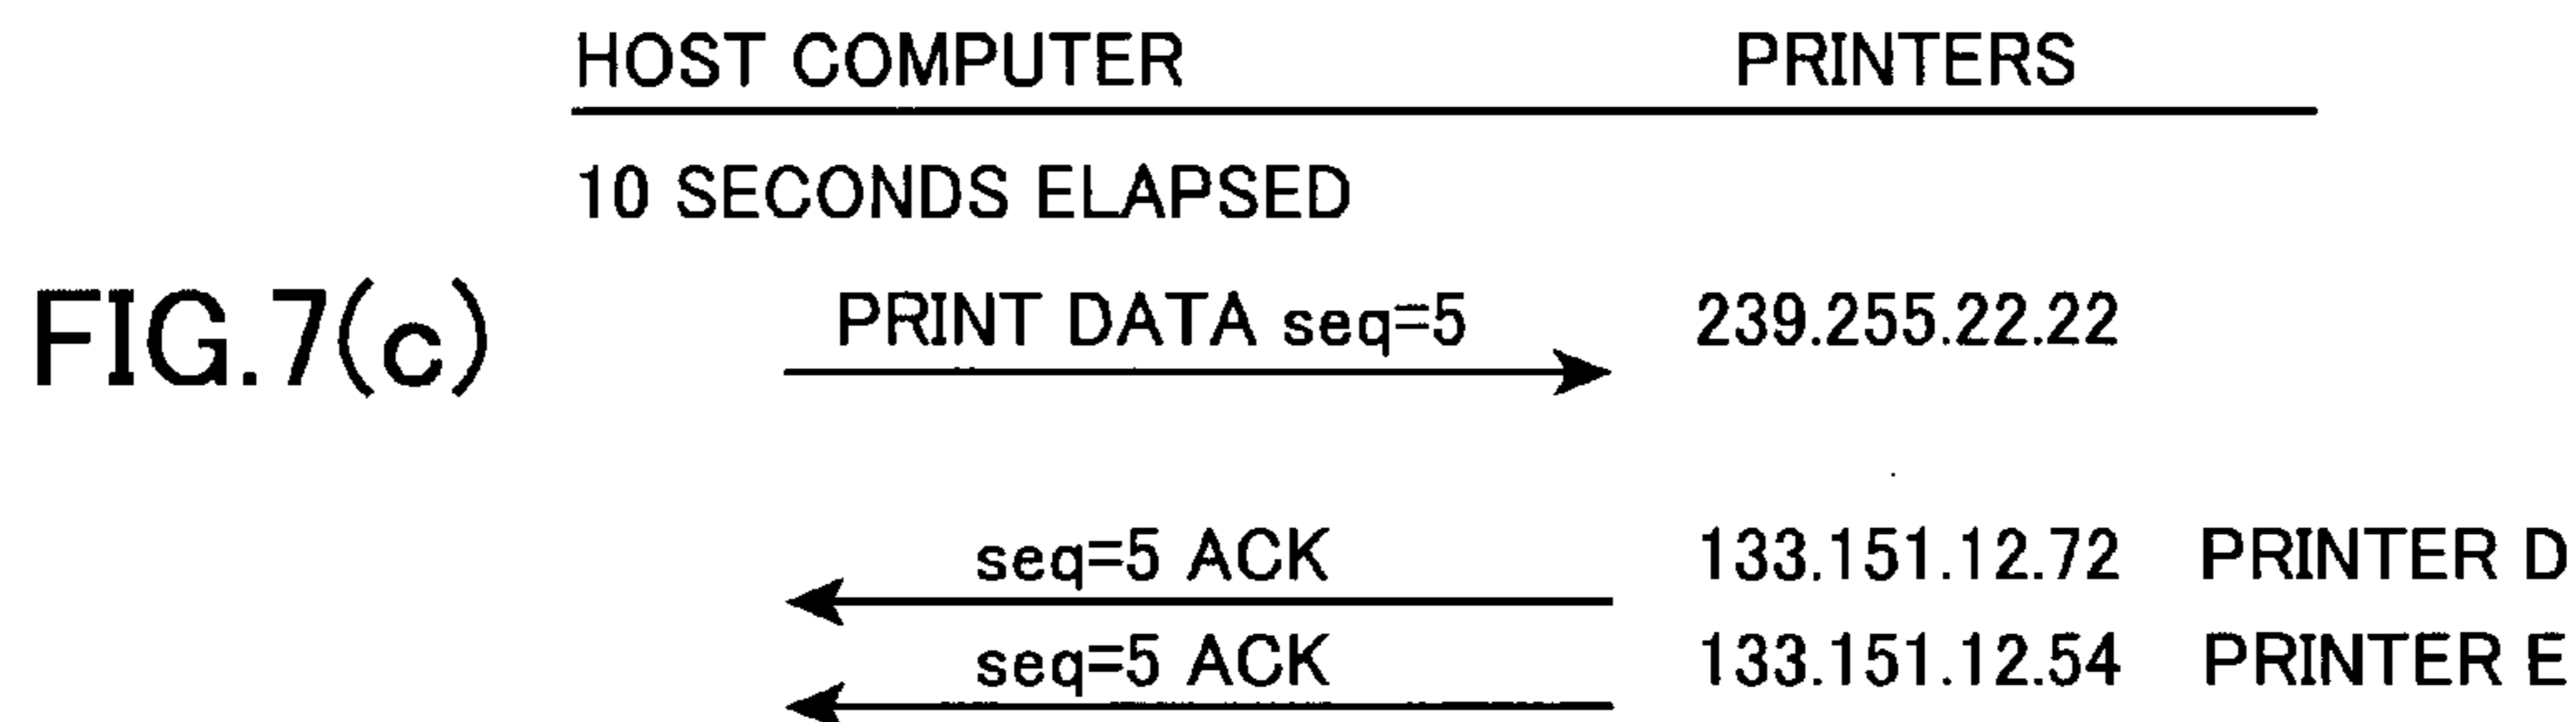 HOST COMPUTER PRINTERS
10 SECONDS ELAPSED
FIG.7(c)
PRINT DATA seq=5 239.255.22.22
seq=5 ACK 133.151.12.72 PRINTER D
seq=5 ACK 133.151.12.54 PRINTER E